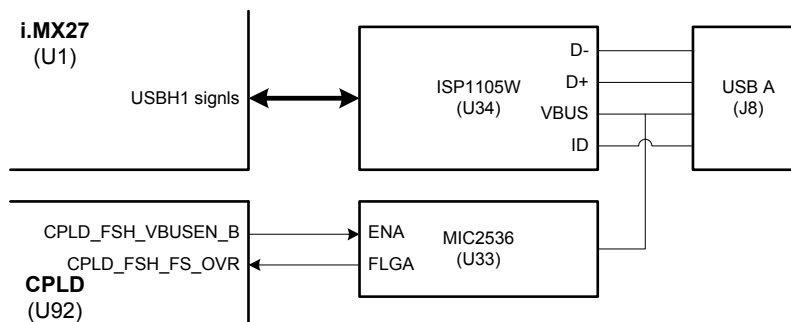 i.MX27
(U1)
USBH1 signls
ISP1105W
(U34)
D-
D+
VBUS
ID
USB A
(J8)
CPLD_FSH_VBUSEN_B
CPLD_FSH_FS_OVR
CPLD
(U92)
ENA
FLGA
MIC2536
(U33)